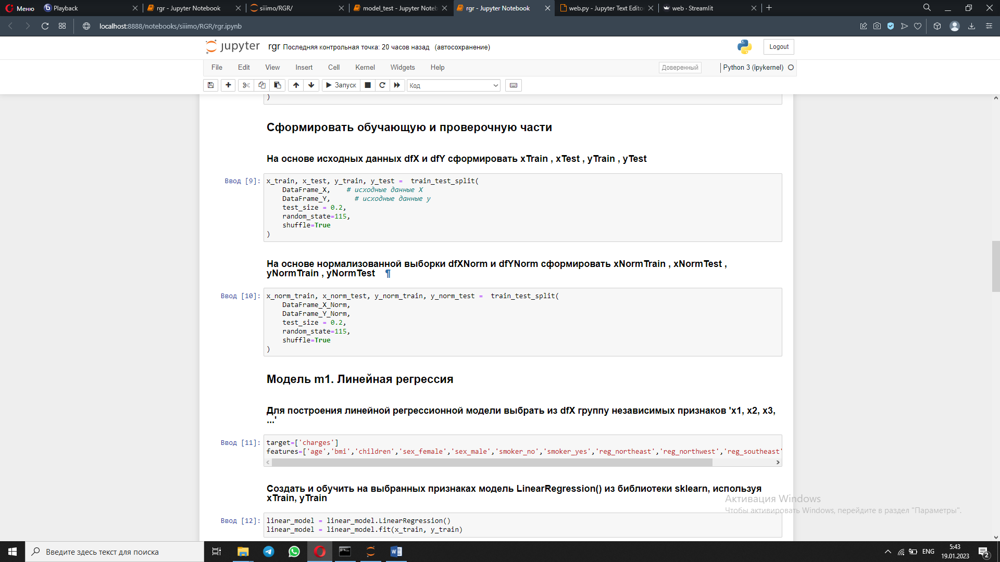 Меню
Playback
rgr - Jupyter Notebook
siiimo/RGR/
model_test - Jupyter Noteb
rgr - Jupyter Notebook
web.py - Jupyter Text Edito
web · Streamlit
localhost:8888/notebooks/siiimo/RGR/rgr.ipynb
jupyter rgr Последняя контрольная точка: 20 часов назад (автосохранение)
Logout
File Edit View Insert Cell Kernel Widgets Help
Доверенный
Python 3 (ipykernel)
Запуск
Код
)
Сформировать обучающую и проверочную части
На основе исходных данных dfX и dfY сформировать xTrain , xTest , yTrain , yTest
Ввод [9]:
x_train, x_test, y_train, y_test =  train_test_split(
    DataFrame_X,    # исходные данные X
    DataFrame_Y,      # исходные данные y
    test_size = 0.2,
    random_state=115,
    shuffle=True
)
На основе нормализованной выборки dfXNorm и dfYNorm сформировать xNormTrain , xNormTest ,
yNormTrain , yNormTest ¶
Ввод [10]:
x_norm_train, x_norm_test, y_norm_train, y_norm_test =  train_test_split(
    DataFrame_X_Norm,
    DataFrame_Y_Norm,
    test_size = 0.2,
    random_state=115,
    shuffle=True
)
Модель m1. Линейная регрессия
Для построения линейной регрессионной модели выбрать из dfX группу независимых признаков 'x1, x2, x3,
...'
Ввод [11]:
target=['charges']
features=['age','bmi','children','sex_female','sex_male','smoker_no','smoker_yes','reg_northeast','reg_northwest','reg_southeast'
Создать и обучить на выбранных признаках модель LinearRegression() из библиотеки sklearn, используя
xTrain, yTrain
Ввод [12]:
linear_model = linear_model.LinearRegression()
linear_model = linear_model.fit(x_train, y_train)
Активация Windows
Чтобы активировать Windows, перейдите в раздел "Параметры".
Введите здесь текст для поиска
ENG
5:43
19.01.2023
2